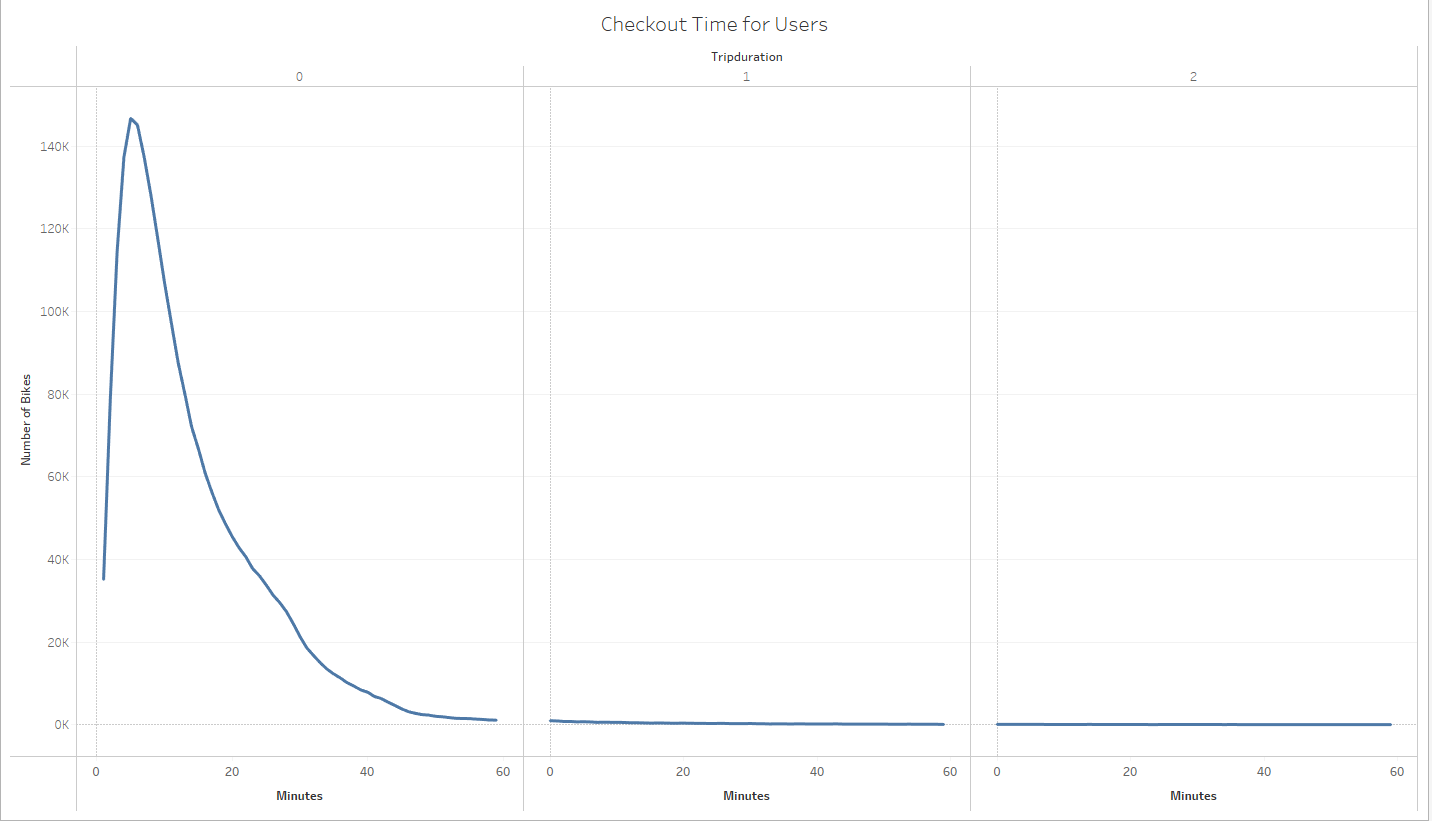 Checkout Time for Users
Tripduration
0 1 2
140K
120K
100K
80K
60K
40K
20K
0K
Number of Bikes
0 20 40 60 0 20 40 60 0 20 40 60
Minutes Minutes Minutes